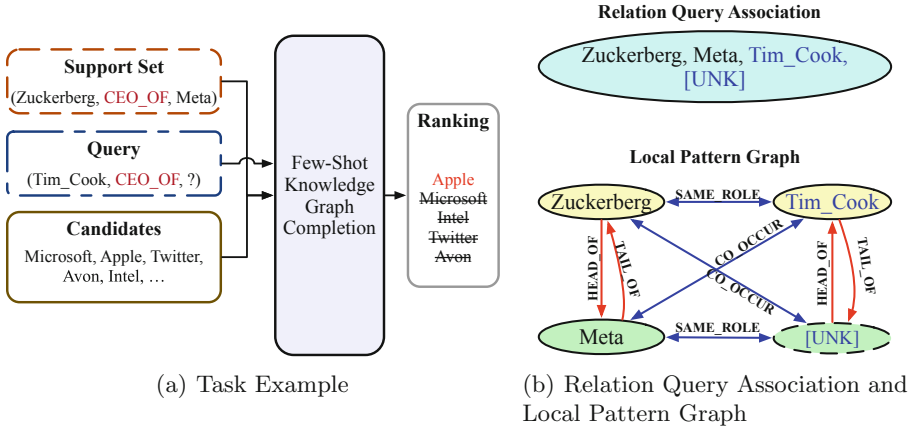 Support Set
(Zuckerberg, CEO_OF, Meta)
Query
(Tim_Cook, CEO_OF, ?)
Candidates
Microsoft, Apple, Twitter,
Avon, Intel, ...
Few-Shot
Knowledge
Graph
Completion
Ranking
Apple
Microsoft
Intel
Twitter
Avon
(a) Task Example
Relation Query Association
Zuckerberg, Meta, Tim_Cook,
[UNK]
Local Pattern Graph
Zuckerberg
SAME_ROLE
Tim_Cook
HEAD_OF
TAIL_OF
CO_OCCUR
CO_OCCUR
HEAD_OF
TAIL_OF
Meta
SAME_ROLE
[UNK]
(b) Relation Query Association and
Local Pattern Graph